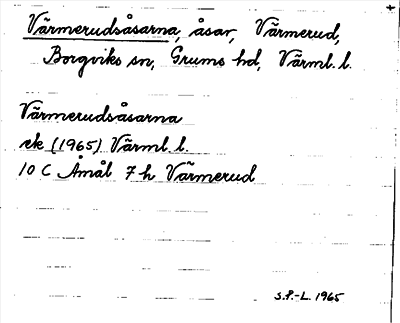 Värmerudsåsarna, åsar, Värmerud,
Borgviks sn, Grums hd, Värml. l.
Värmerudsåsarna
ek (1965) Värml. l.
10 C Åmål 7 h Värmerud
S.P.-L. 1965